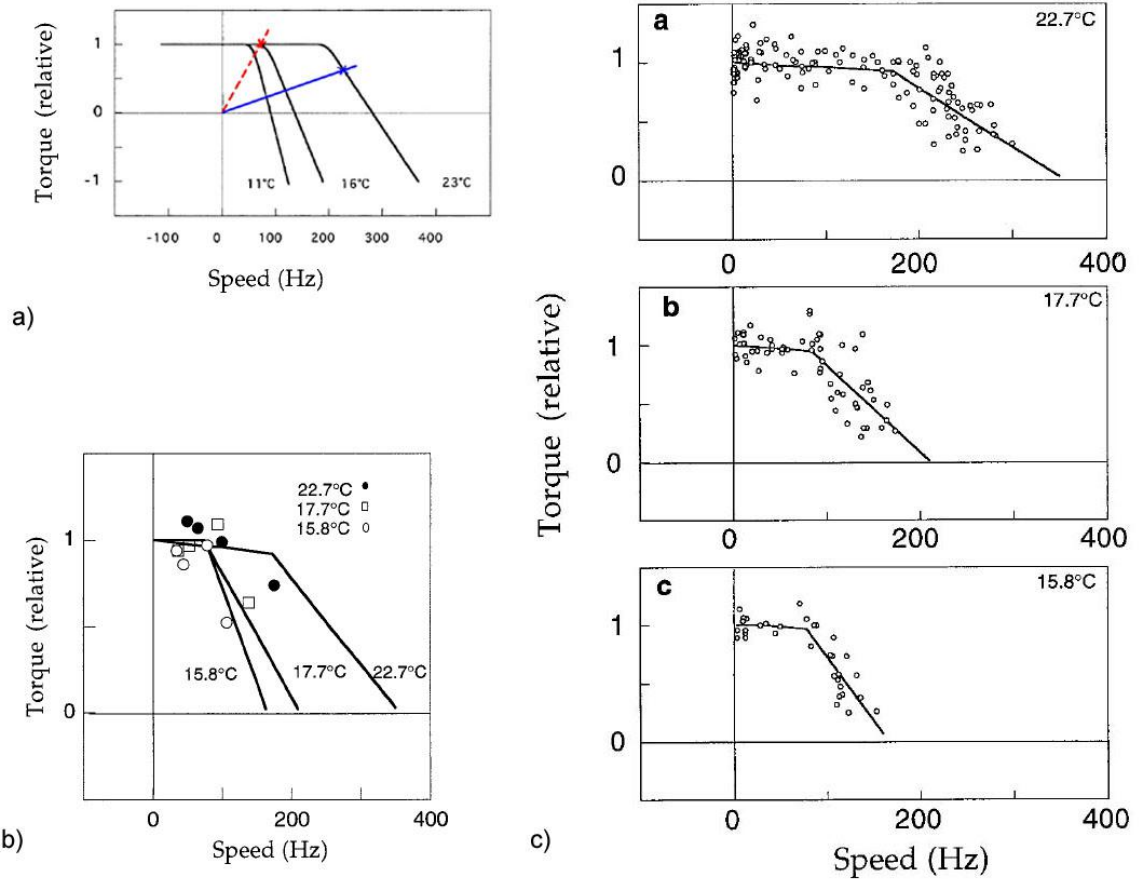 Torque (relative)
1
0
-1
11°C 16°C 23°C
-100 0 100 200 300 400
Speed (Hz)
a)
22.7°C ●
17.7°C □
15.8°C ○
Torque (relative)
1
0
15.8°C 17.7°C 22.7°C
0 200 400
Speed (Hz)
b)
a 22.7°C
1
0
0 200 400
b 17.7°C
1
0
0 200 400
c 15.8°C
1
0
0 200 400
Torque (relative)
Speed (Hz)
c)